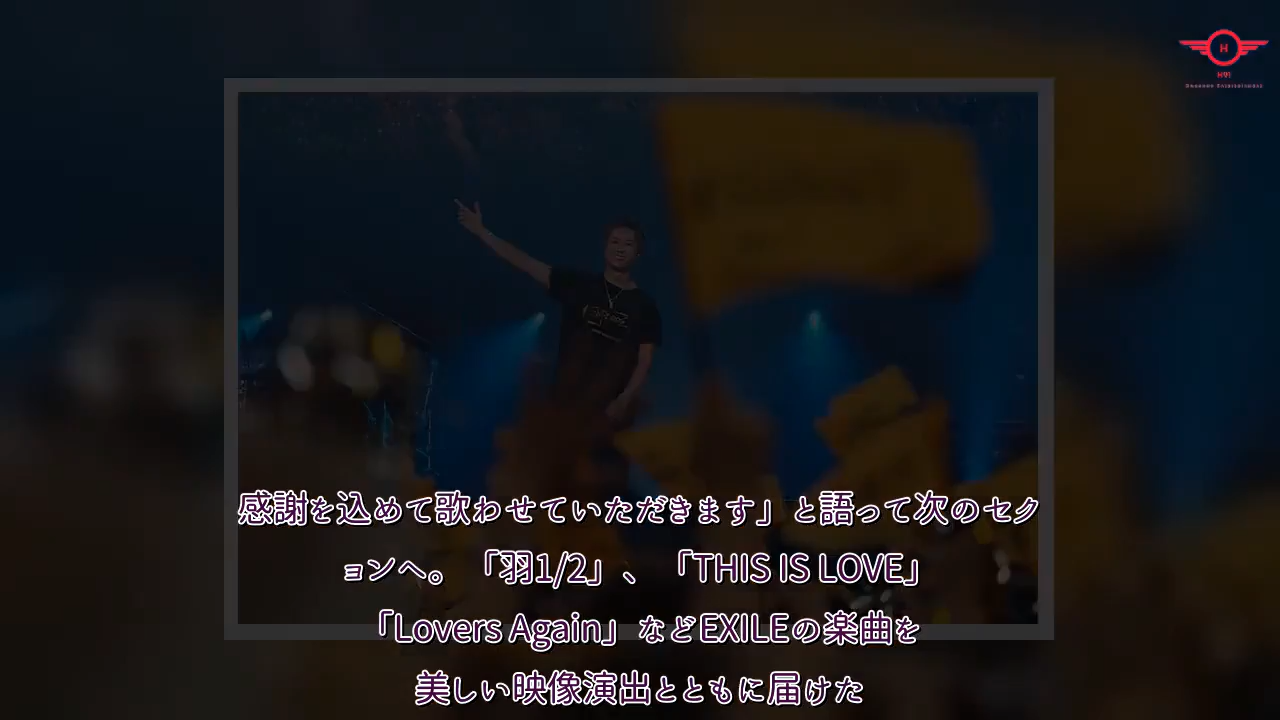 H
H91
感謝を込めて歌わせていただきます」と語って次のセク
ョンへ。「羽1/2」、「THIS IS LOVE」
「Lovers Again」などEXILEの楽曲を
美しい映像演出とともに届けた